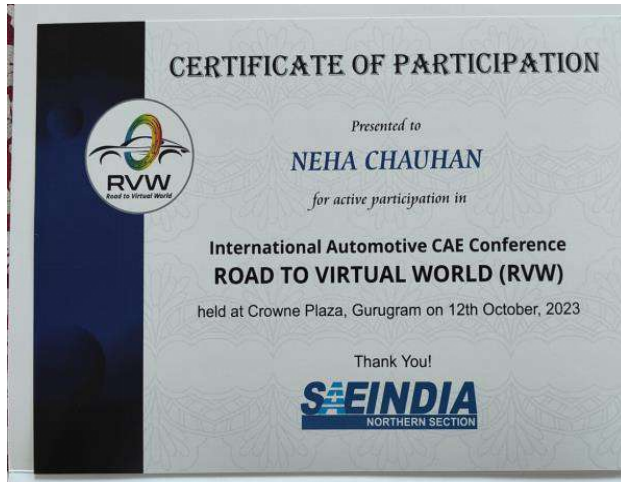 CERTIFICATE OF PARTICIPATION
Presented to
NEHA CHAUHAN
for active participation in
RVW
Road to Virtual World
International Automotive CAE Conference
ROAD TO VIRTUAL WORLD (RVW)
held at Crowne Plaza, Gurugram on 12th October, 2023
Thank You!
SAEINDIA
NORTHERN SECTION